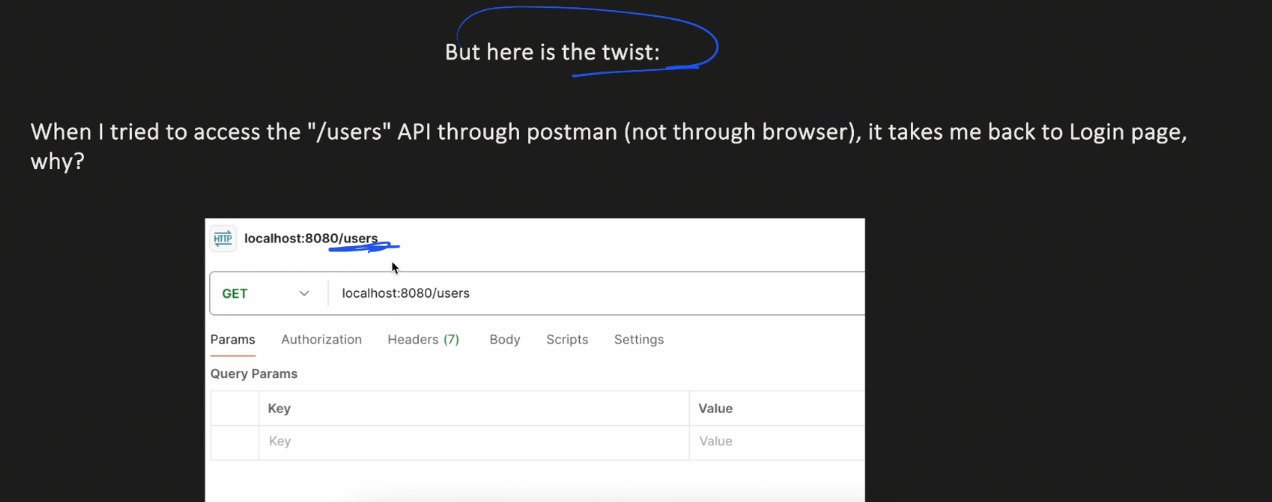 But here is the twist:
When I tried to access the "/users" API through postman (not through browser), it takes me back to Login page,
why?
HTTP localhost:8080/users
GET localhost:8080/users
Params Authorization Headers (7) Body Scripts Settings
Query Params
Key Value
Key Value